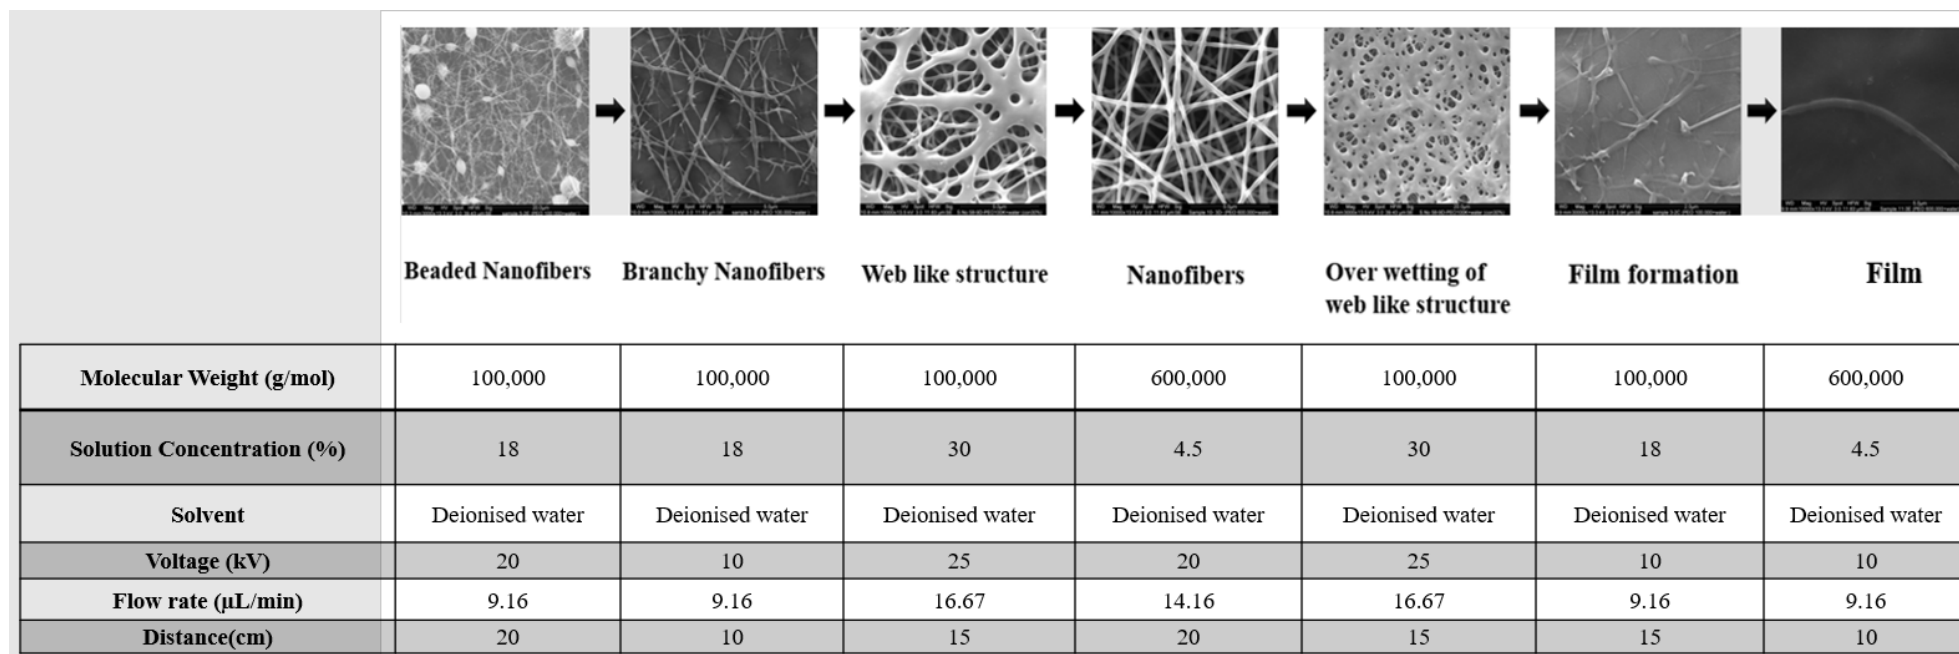 Beaded Nanofibers
Branchy Nanofibers
Web like structure
Nanofibers
Over wetting of
web like structure
Film formation
Film
Molecular Weight (g/mol) 100,000 100,000 100,000 600,000 100,000 100,000 600,000
Solution Concentration (%) 18 18 30 4.5 30 18 4.5
Solvent Deionised water Deionised water Deionised water Deionised water Deionised water Deionised water Deionised water
Voltage (kV) 20 10 25 20 25 10 10
Flow rate (µL/min) 9.16 9.16 16.67 14.16 16.67 9.16 9.16
Distance(cm) 20 10 15 20 15 15 10